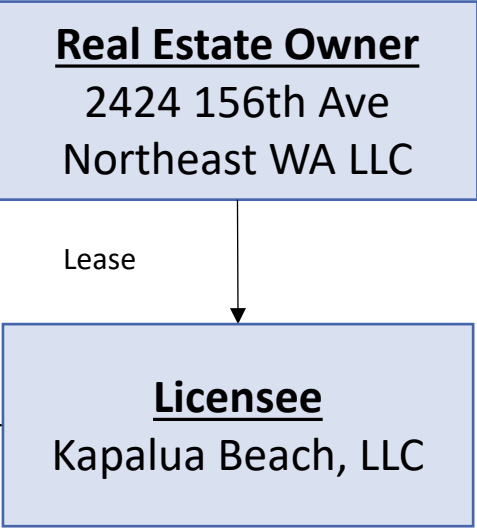 Real Estate Owner
2424 156th Ave
Northeast WA LLC
Lease
Licensee
Kapalua Beach, LLC